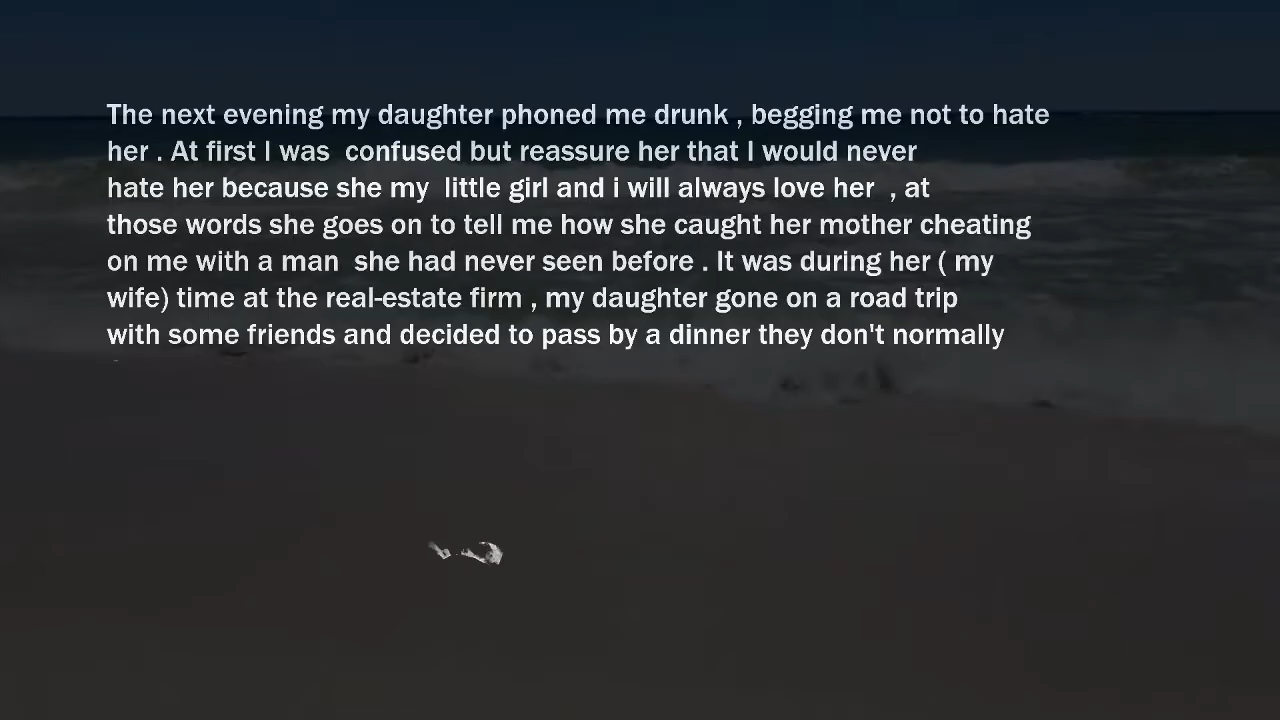 The next evening my daughter phoned me drunk , begging me not to hate
her . At first I was  confused but reassure her that I would never
hate her because she my  little girl and i will always love her  , at
those words she goes on to tell me how she caught her mother cheating
on me with a man  she had never seen before . It was during her ( my
wife) time at the real-estate firm , my daughter gone on a road trip
with some friends and decided to pass by a dinner they don't normally